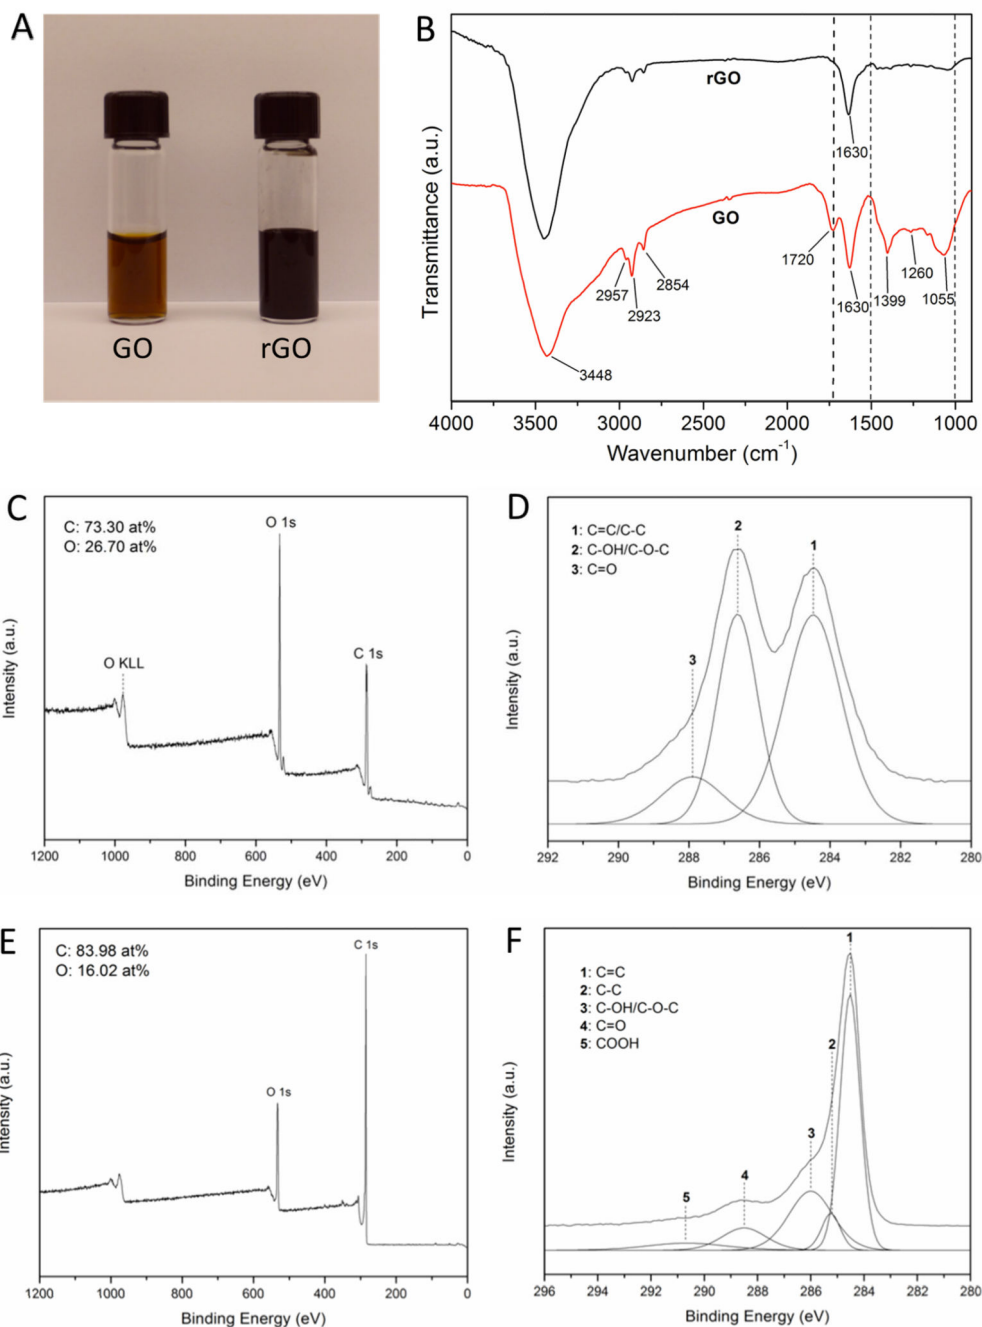 A
GO
rGO
B
rGO
GO
1630
1720
2957
2923
2854
1630
1399
1260
1055
3448
Transmittance (a.u.)
4000 3500 3000 2500 2000 1500 1000
Wavenumber (cm⁻¹)
C
C: 73.30 at%
O: 26.70 at%
O 1s
C 1s
O KLL
Intensity (a.u.)
1200 1000 800 600 400 200 0
Binding Energy (eV)
D
1: C=C/C-C
2: C-OH/C-O-C
3: C=O
2
1
3
Intensity (a.u.)
292 290 288 286 284 282 280
Binding Energy (eV)
E
C: 83.98 at%
O: 16.02 at%
C 1s
O 1s
Intensity (a.u.)
1200 1000 800 600 400 200 0
Binding Energy (eV)
F
1: C=C
2: C-C
3: C-OH/C-O-C
4: C=O
5: COOH
1
2
3
4
5
Intensity (a.u.)
296 294 292 290 288 286 284 282 280
Binding Energy (eV)